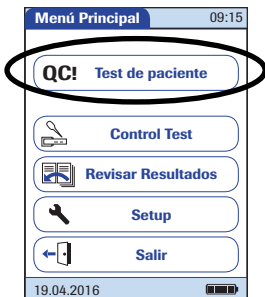 Menú Principal 09:15
QC! Test de paciente
Control Test
Revisar Resultados
Setup
Salir
19.04.2016